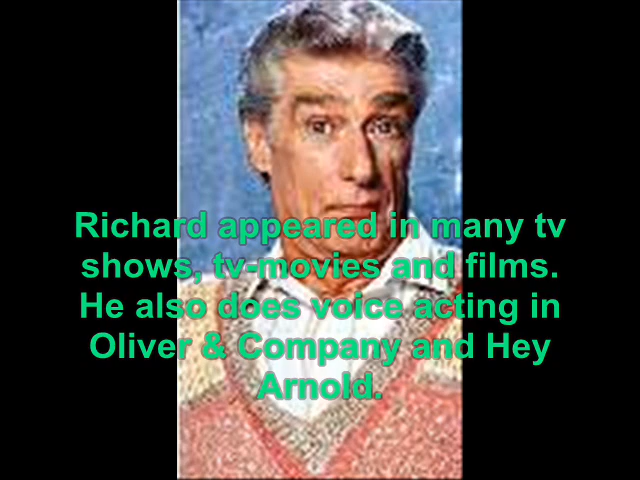 Richard appeared in many tv
shows, tv-movies and films.
He also does voice acting in
Oliver & Company and Hey
Arnold.